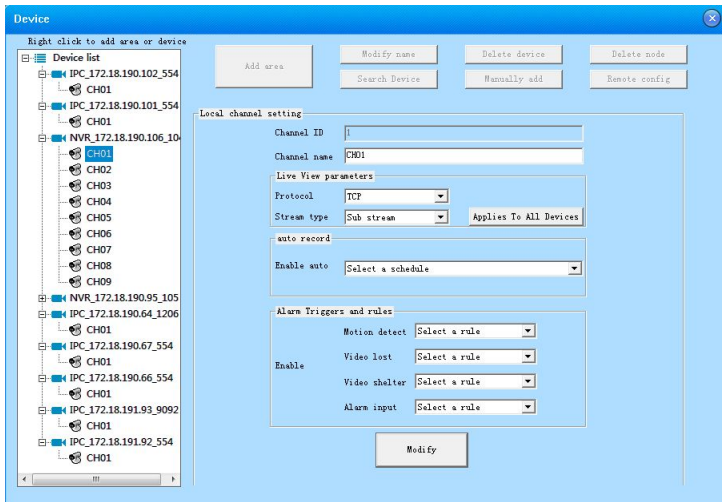 Device
Right click to add area or device
Device list
IPC_172.18.190.102_554
CH01
IPC_172.18.190.101_554
CH01
NVR_172.18.190.106_10
CH01
CH02
CH03
CH04
CH05
CH06
CH07
CH08
CH09
NVR_172.18.190.95_105
IPC_172.18.190.64_1206
CH01
IPC_172.18.190.67_554
CH01
IPC_172.18.190.66_554
CH01
IPC_172.18.191.93_9092
CH01
IPC_172.18.191.92_554
CH01
Add area
Modify name
Delete device
Delete node
Search Device
Manually add
Remote config
Local channel setting
Channel ID 1
Channel name CH01
Live View parameters
Protocol TCP
Stream type Sub stream Applies To All Devices
auto record
Enable auto Select a schedule
Alarm Triggers and rules
Enable
Motion detect Select a rule
Video lost Select a rule
Video shelter Select a rule
Alarm input Select a rule
Modify